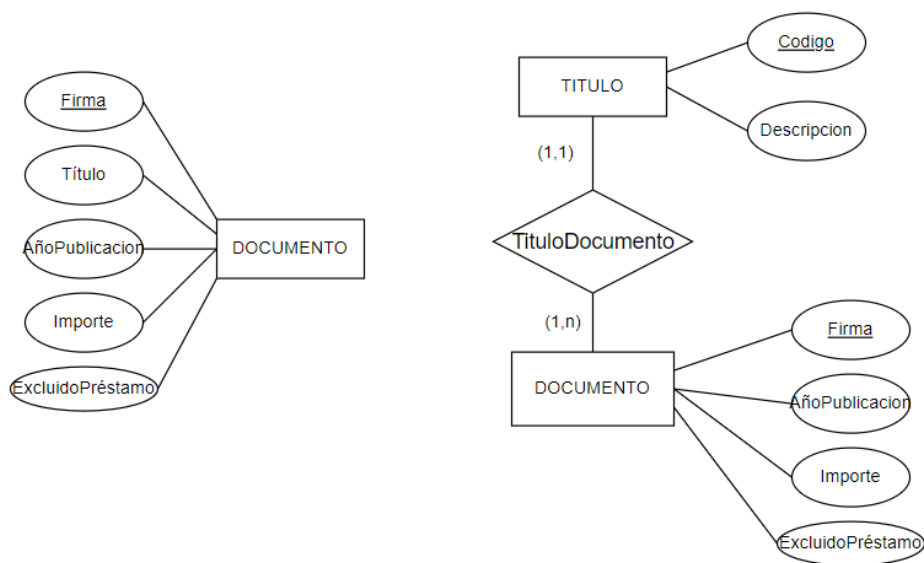 Firma
Título
AñoPublicacion
Importe
ExcluidoPréstamo
DOCUMENTO
TITULO
Codigo
Descripcion
(1,1)
TituloDocumento
(1,n)
DOCUMENTO
Firma
AñoPublicacion
Importe
ExcluidoPréstamo